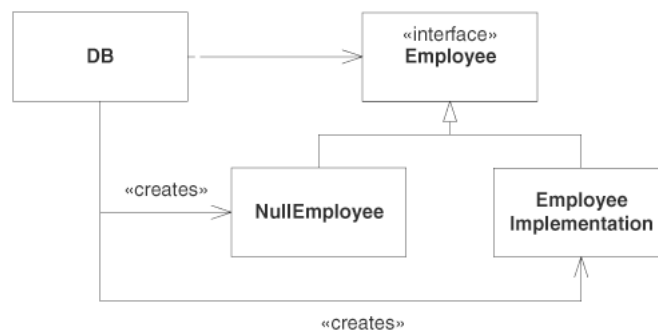 DB
«interface»
Employee
«creates»
NullEmployee
Employee
Implementation
«creates»